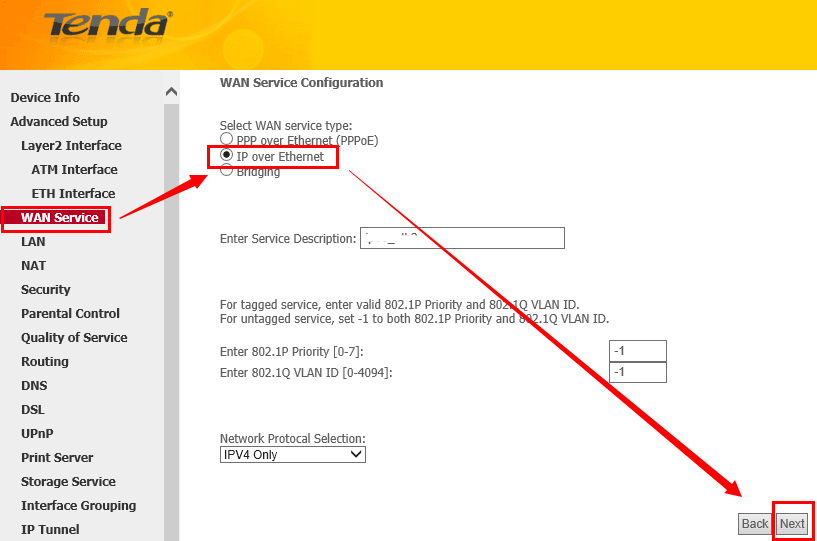 Tenda®
Device Info
Advanced Setup
Layer2 Interface
ATM Interface
ETH Interface
WAN Service
LAN
NAT
Security
Parental Control
Quality of Service
Routing
DNS
DSL
UPnP
Print Server
Storage Service
Interface Grouping
IP Tunnel
WAN Service Configuration
Select WAN service type:
PPP over Ethernet (PPPoE)
IP over Ethernet
Bridging
Enter Service Description:
For tagged service, enter valid 802.1P Priority and 802.1Q VLAN ID.
For untagged service, set -1 to both 802.1P Priority and 802.1Q VLAN ID.
Enter 802.1P Priority [0-7]: -1
Enter 802.1Q VLAN ID [0-4094]: -1
Network Protocal Selection:
IPV4 Only
Back Next